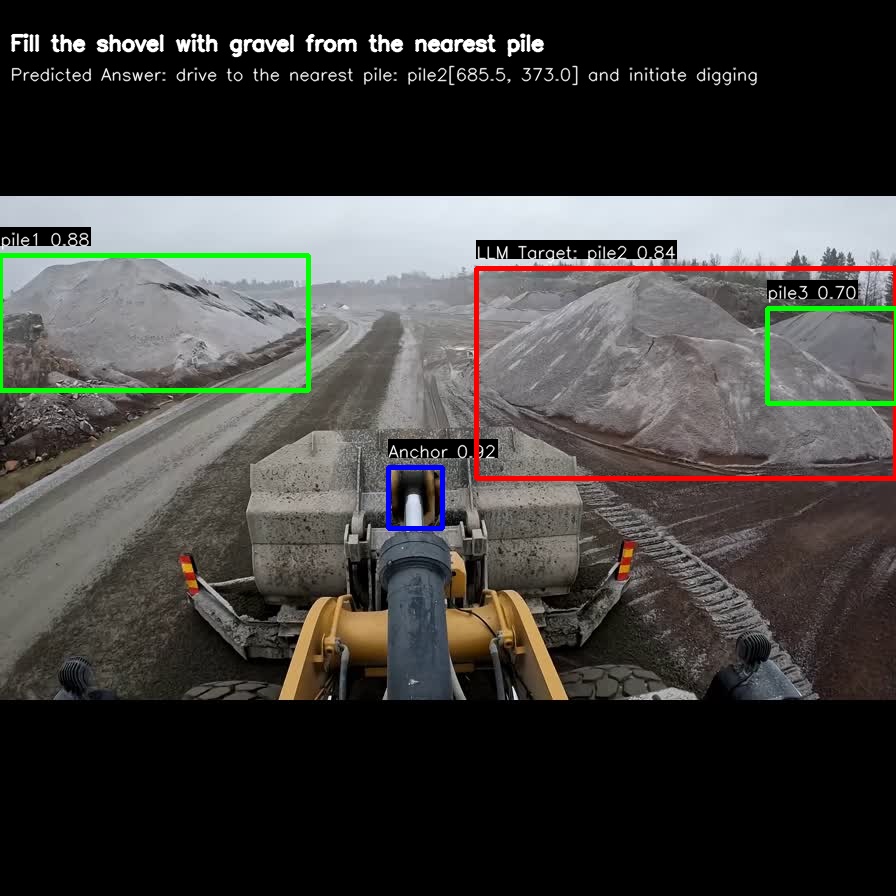 Fill the shovel with gravel from the nearest pile
Predicted Answer: drive to the nearest pile: pile2[685.5, 373.0] and initiate digging
pile1 0.88
LLM Target: pile2 0.84
pile3 0.70
Anchor 0.92